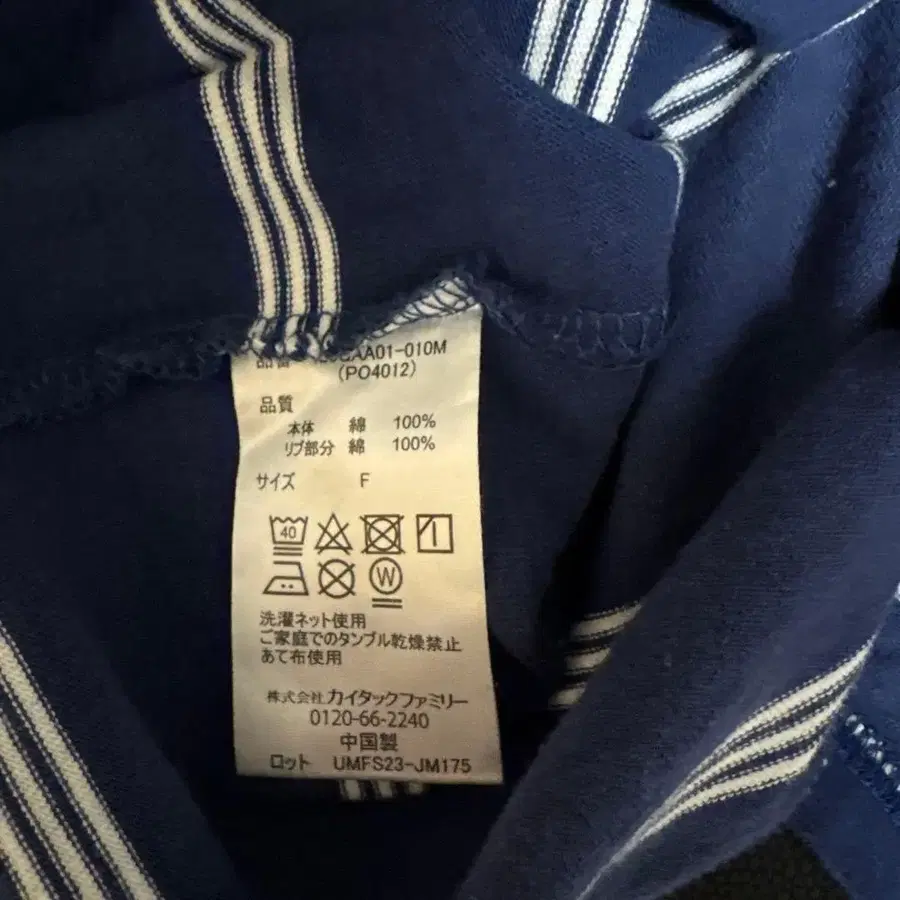 AA01-010M
(PO4012)
品質
本体 綿 100%
リブ部分 綿 100%
サイズ F
40
W
洗濯ネット使用
ご家庭でのタンブル乾燥禁止
あて布使用
株式会社 カイタックファミリー
0120-66-2240
中国製
ロット UMFS23-JM175